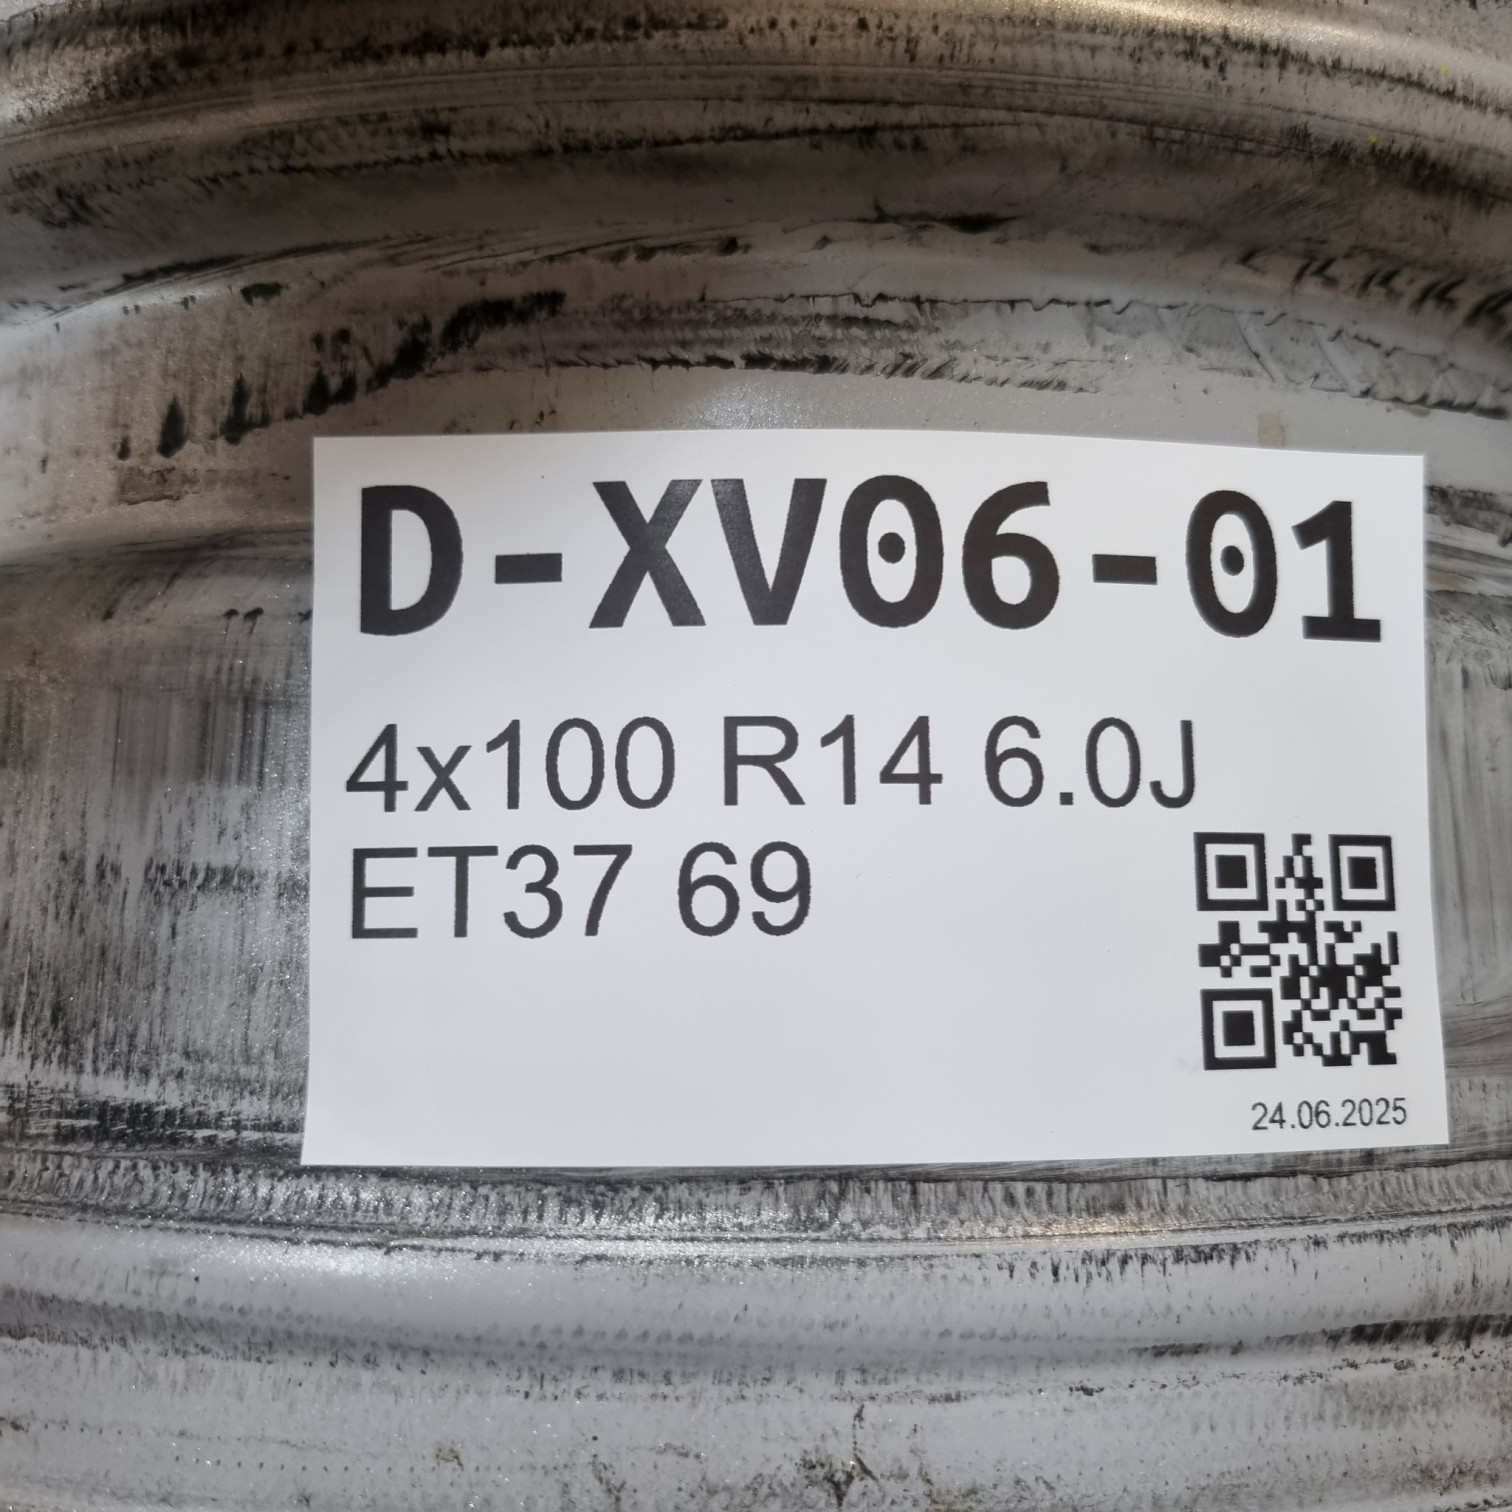 D-XV06-01
4x100 R14 6.0J
ET37 69
24.06.2025